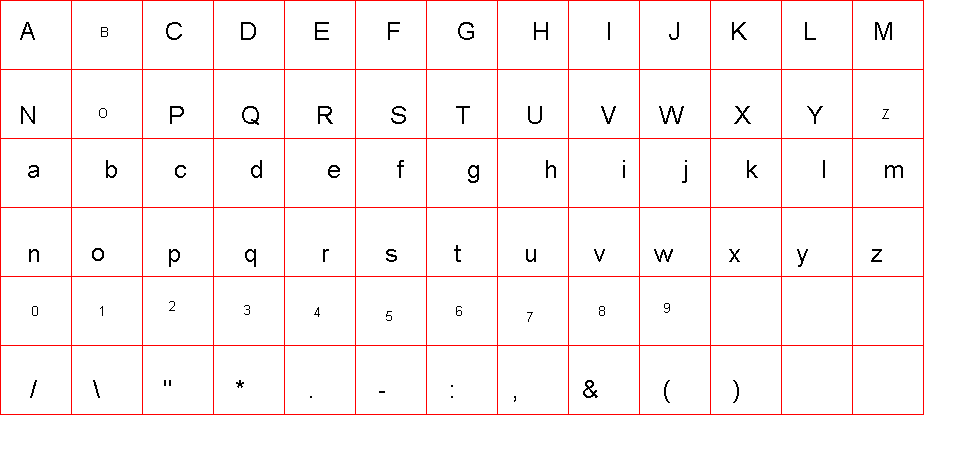 A B C D E F G H I J K L M
N O P Q R S T U V W X Y Z
a b c d e f g h i j k l m
n o p q r s t u v w x y z
0 1 2 3 4 5 6 7 8 9
/ \ " * . - : , & ( )